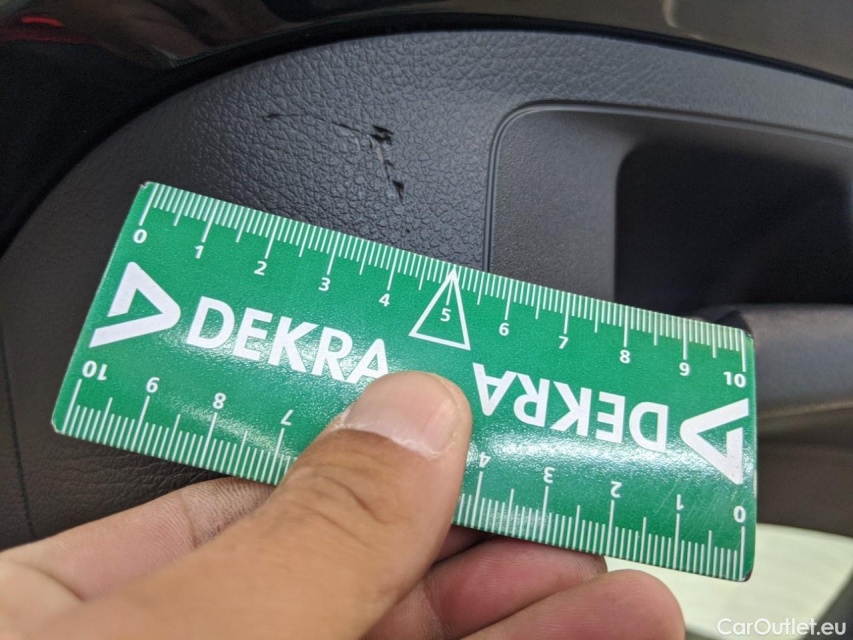 0 1 2 3 4 5 6 7 8 9 10
DEKRA
DEKRA
10 9 8 7 4 3 2 1 0
CarOutlet.eu